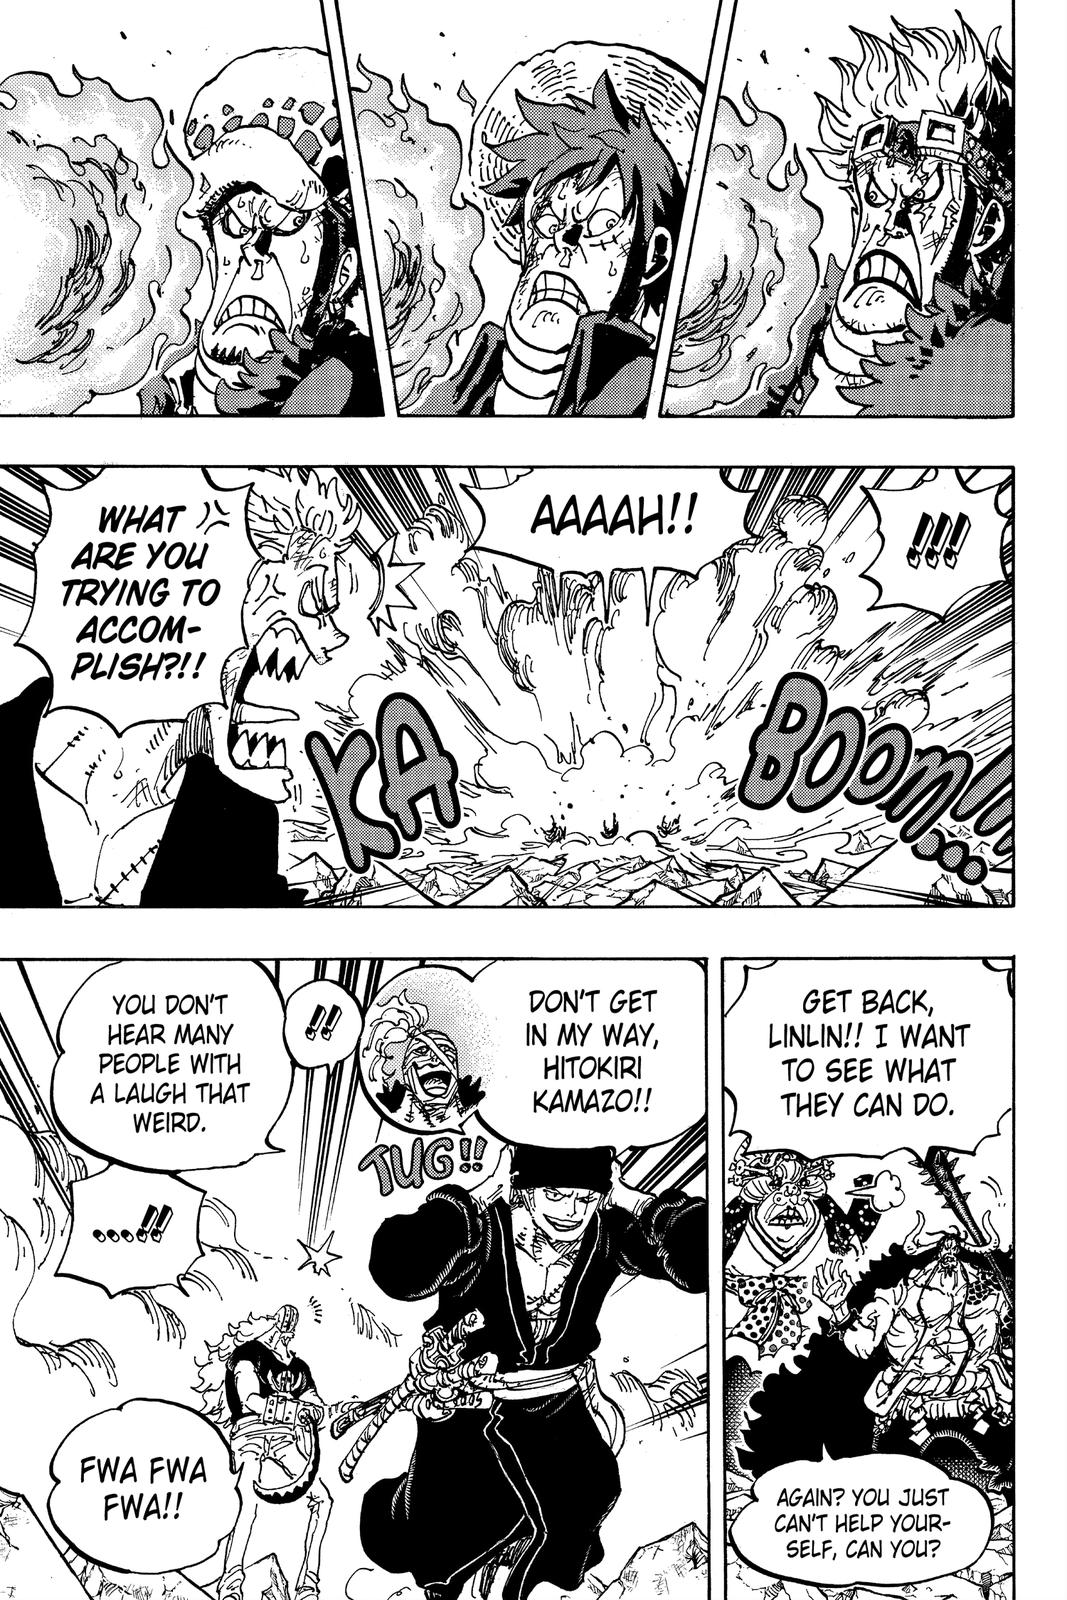 !!!!
AAAAH!!
WHAT
ARE YOU
TRYING TO
ACCOM-
PLISH?!!
KA
BOOM...
GET BACK,
LINLIN!! I WANT
TO SEE WHAT
THEY CAN DO.
AGAIN? YOU JUST
CAN'T HELP YOUR-
SELF, CAN YOU?
DON'T GET
IN MY WAY,
HITOKIRI
KAMAZO!!
TUG!!
!!
YOU DON'T
HEAR MANY
PEOPLE WITH
A LAUGH THAT
WEIRD.
...!!
FWA FWA
FWA!!